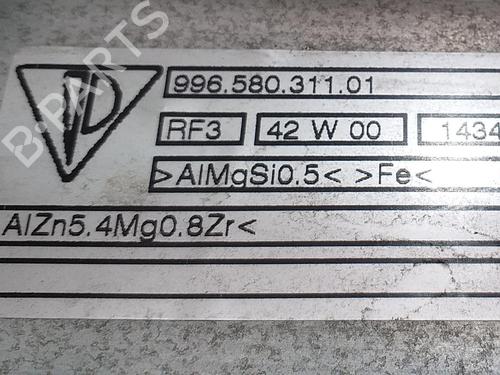 996.580.311.01
RF3 42 W 00 1434
>AlMgSi0.5< >Fe<
AlZn5.4Mg0.8Zr<
B-PARTS